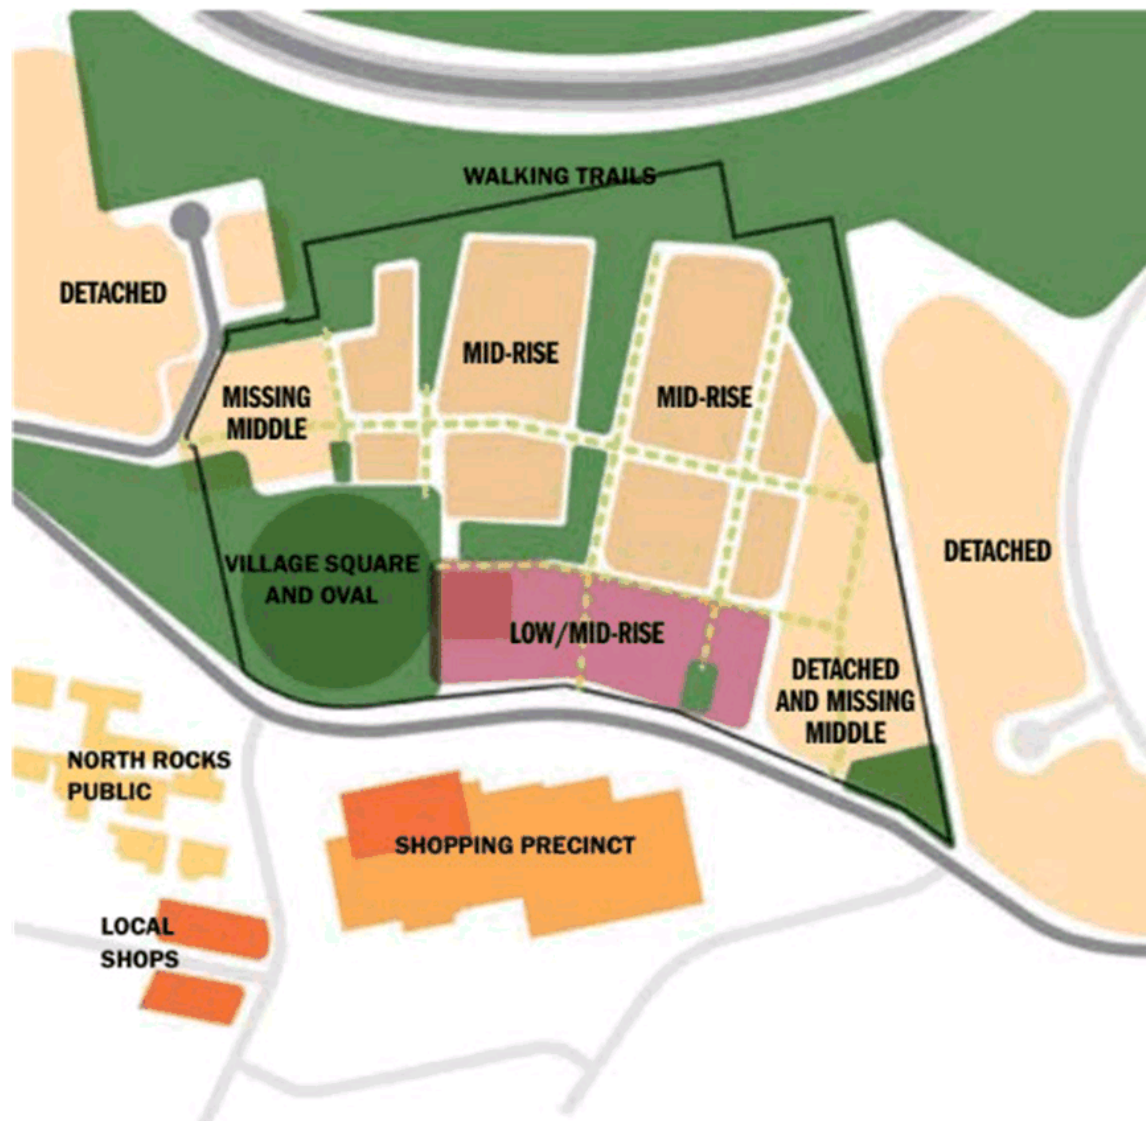 WALKING TRAILS
DETACHED
MID-RISE
MISSING
MIDDLE
MID-RISE
VILLAGE SQUARE
AND OVAL
DETACHED
LOW/MID-RISE
DETACHED
AND MISSING
MIDDLE
NORTH ROCKS
PUBLIC
SHOPPING PRECINCT
LOCAL
SHOPS